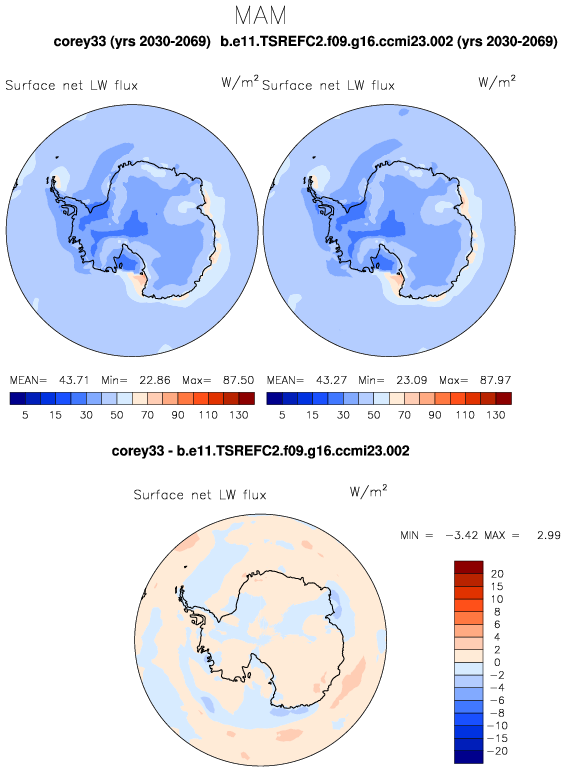 MAM
corey33 (yrs 2030-2069) b.e11.TSREFC2.f09.g16.ccmi23.002 (yrs 2030-2069)
Surface net LW flux W/m² Surface net LW flux W/m²
MEAN= 43.71 Min= 22.86 Max= 87.50 MEAN= 43.27 Min= 23.09 Max= 87.97
5 15 30 50 70 90 110 130 5 15 30 50 70 90 110 130
corey33 - b.e11.TSREFC2.f09.g16.ccmi23.002
Surface net LW flux W/m²
MIN = -3.42 MAX = 2.99
20
15
10
8
6
4
2
0
-2
-4
-6
-8
-10
-15
-20